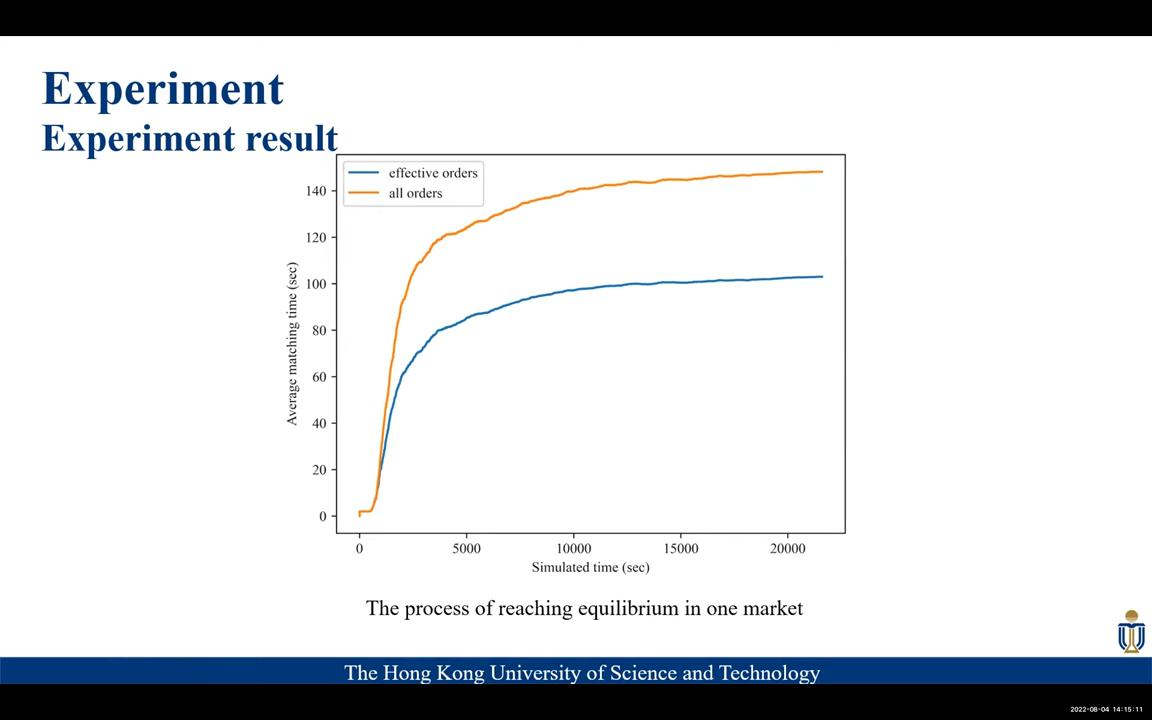 Experiment
Experiment result
effective orders
all orders
140
120
100
80
60
40
20
0
Average matching time (sec)
0 5000 10000 15000 20000
Simulated time (sec)
The process of reaching equilibrium in one market
The Hong Kong University of Science and Technology
2022-08-04 14:15:11